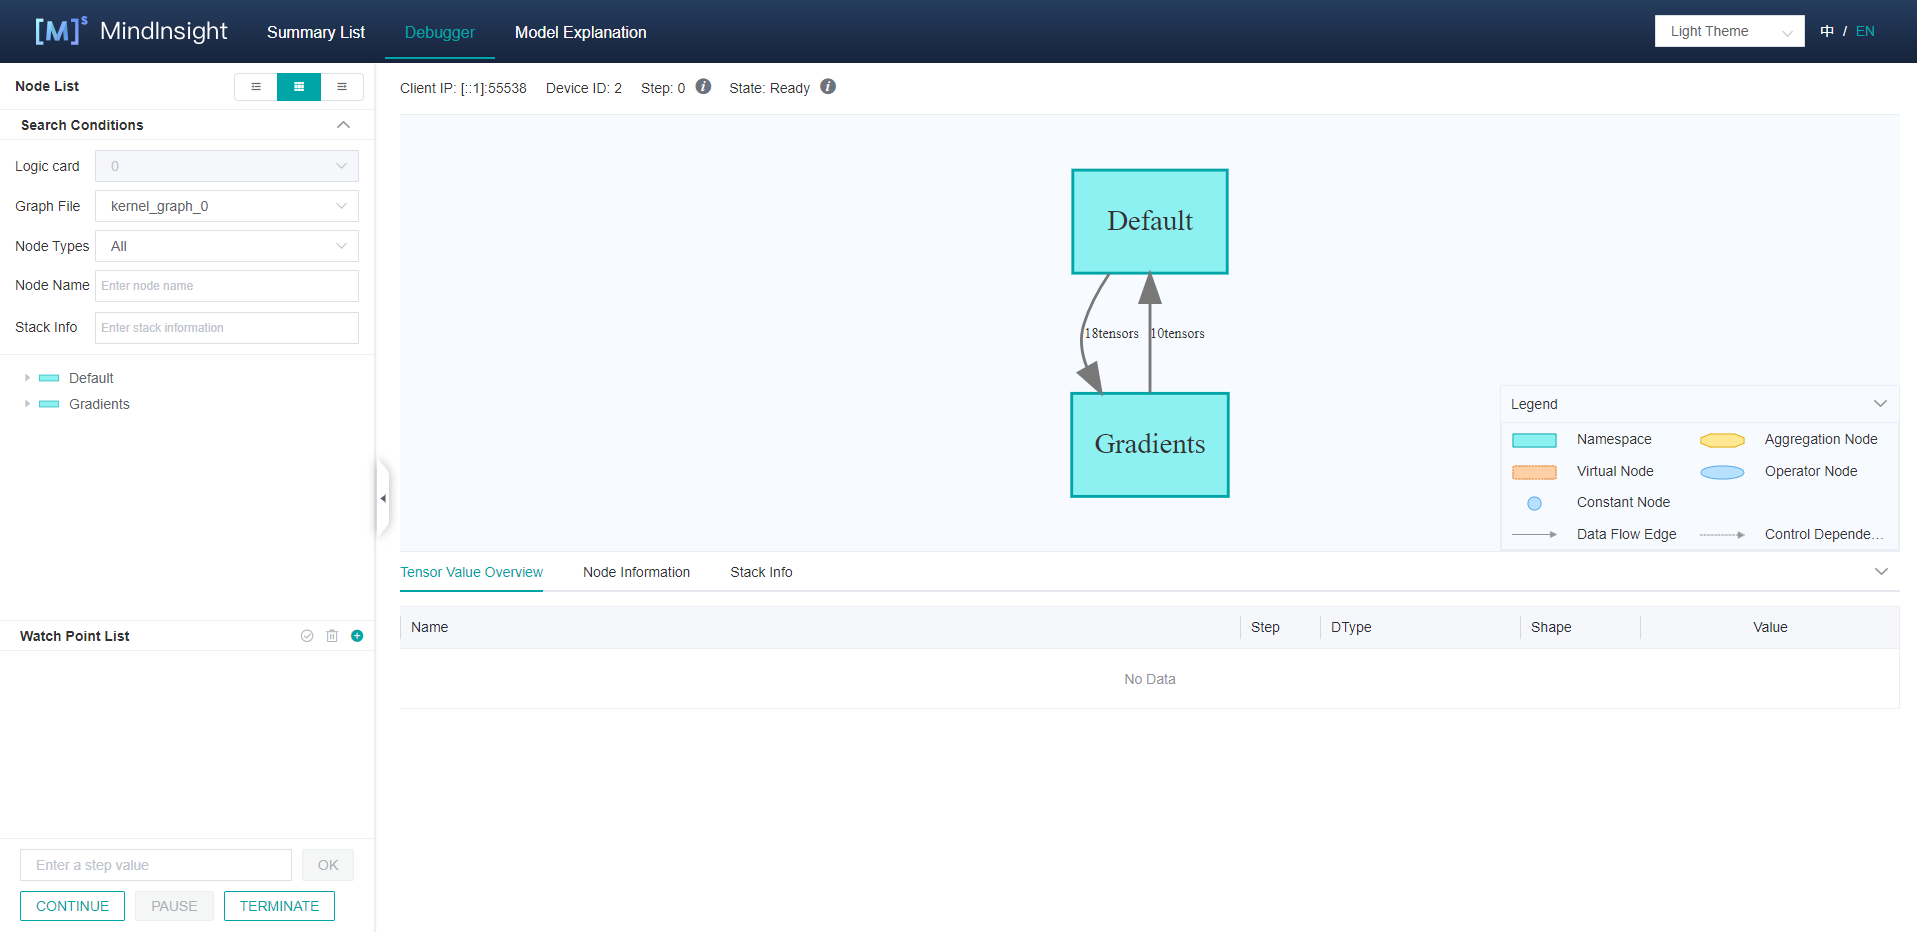 [M]s MindInsight Summary List Debugger Model Explanation Light Theme 中 / EN
Node List
Client IP: [::1]:55538 Device ID: 2 Step: 0 i State: Ready i
Search Conditions
Logic card 0
Graph File kernel_graph_0
Node Types All
Node Name Enter node name
Stack Info Enter stack information
Default
Gradients
Default
18tensors 10tensors
Gradients
Legend
Namespace Aggregation Node
Virtual Node Operator Node
Constant Node
Data Flow Edge Control Depende...
Tensor Value Overview Node Information Stack Info
Name Step DType Shape Value
No Data
Watch Point List
Enter a step value OK
CONTINUE PAUSE TERMINATE